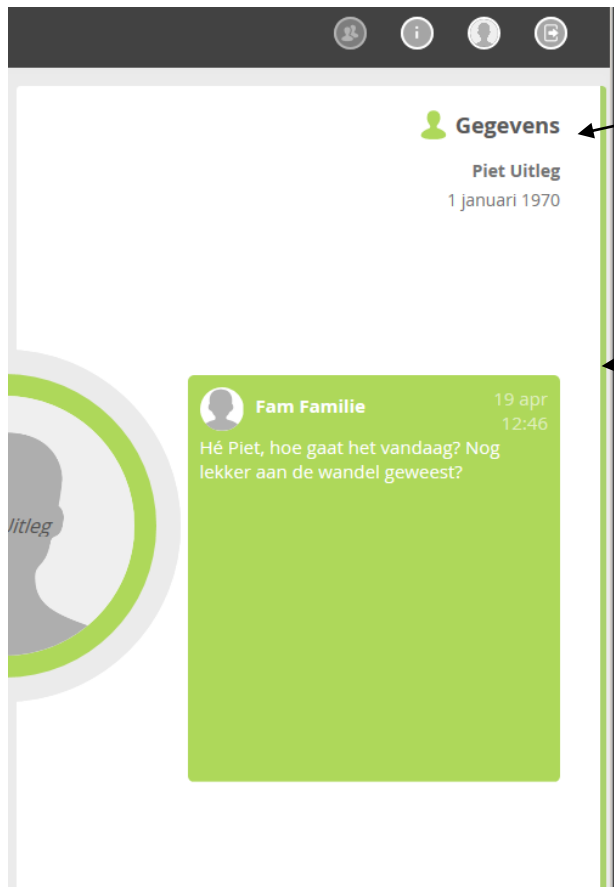 Gegevens
Piet Uitleg
1 januari 1970
Fam Familie
19 apr
12:46
Hé Piet, hoe gaat het vandaag? Nog
lekker aan de wandel geweest?